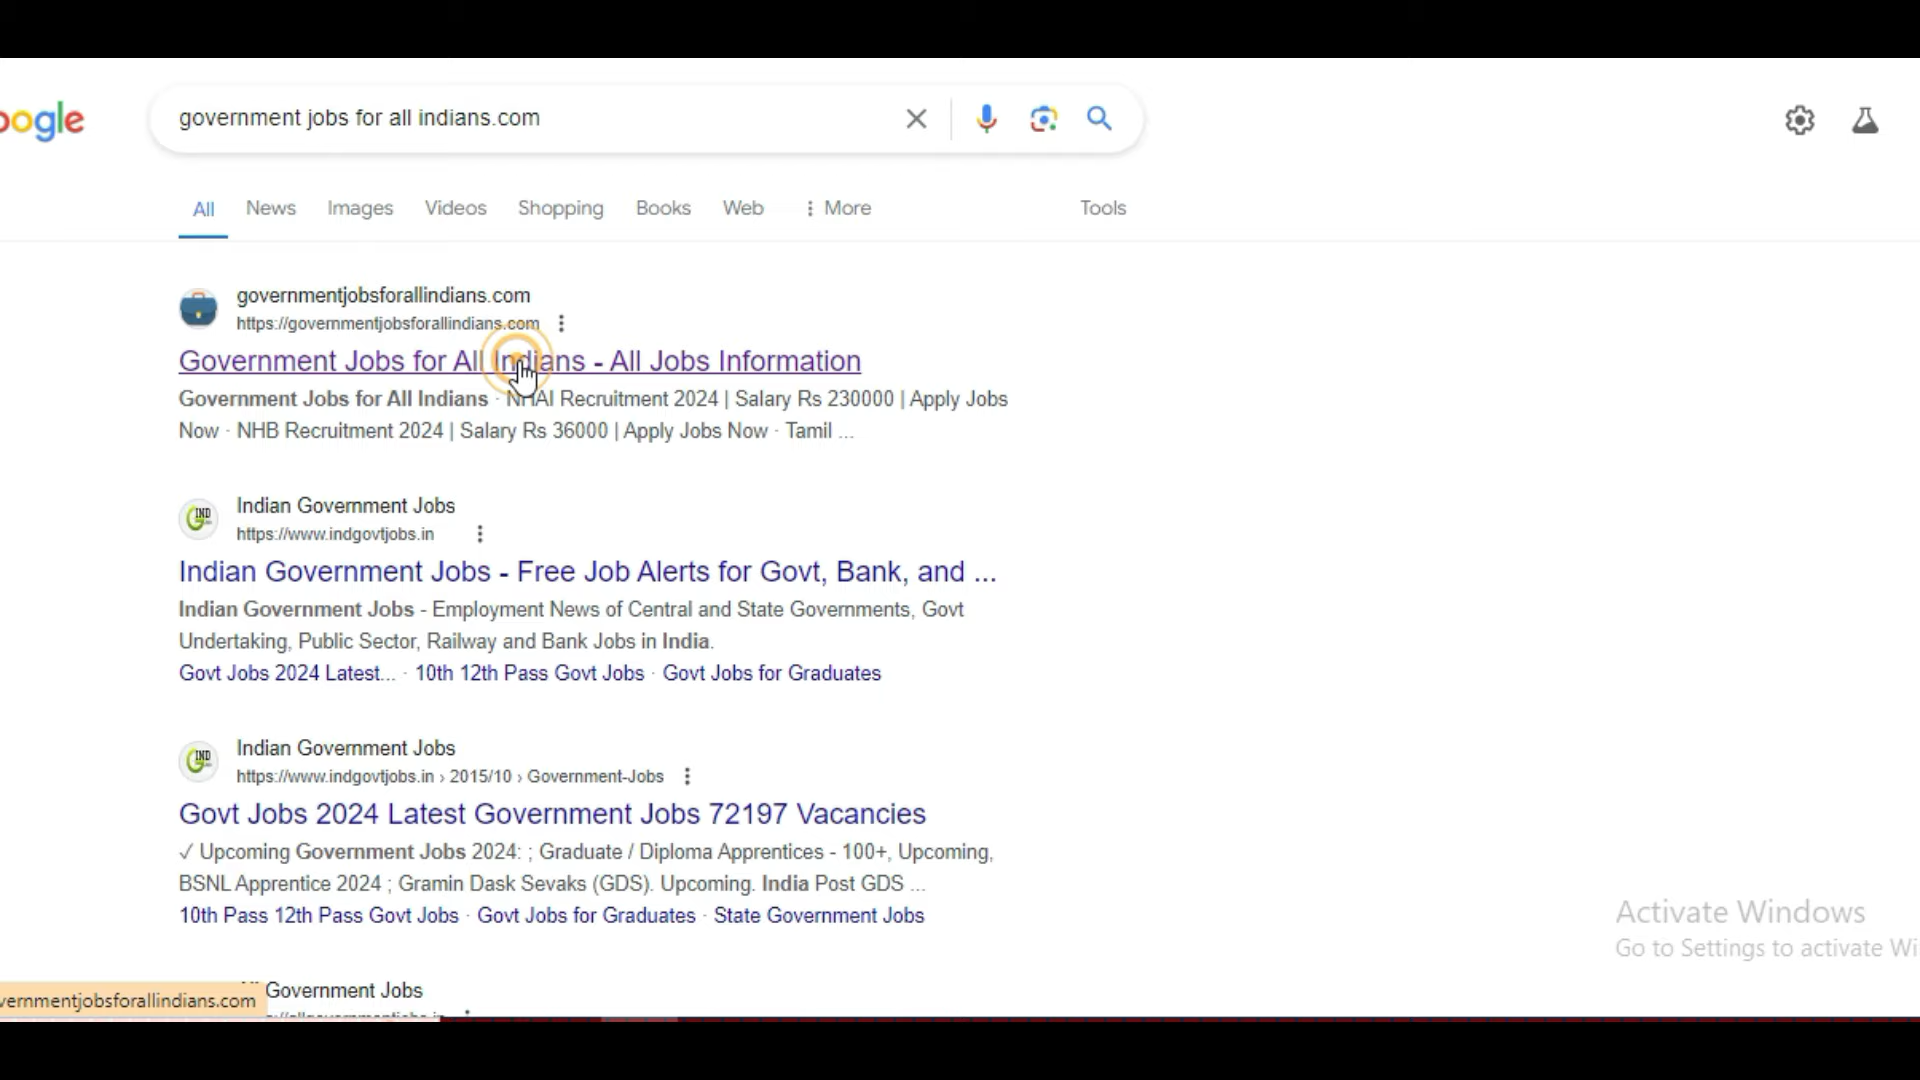 oogle
government jobs for all indians.com
All News Images Videos Shopping Books Web More Tools
governmentjobsforallindians.com
https://governmentjobsforallindians.com
Government Jobs for All Indians - All Jobs Information
Government Jobs for All Indians · NHAI Recruitment 2024 | Salary Rs 230000 | Apply Jobs
Now · NHB Recruitment 2024 | Salary Rs 36000 | Apply Jobs Now · Tamil ...
Indian Government Jobs
https://www.indgovtjobs.in
Indian Government Jobs - Free Job Alerts for Govt, Bank, and ...
Indian Government Jobs - Employment News of Central and State Governments, Govt
Undertaking, Public Sector, Railway and Bank Jobs in India.
Govt Jobs 2024 Latest... · 10th 12th Pass Govt Jobs · Govt Jobs for Graduates
Indian Government Jobs
https://www.indgovtjobs.in › 2015/10 › Government-Jobs
Govt Jobs 2024 Latest Government Jobs 72197 Vacancies
✓ Upcoming Government Jobs 2024: ; Graduate / Diploma Apprentices - 100+, Upcoming,
BSNL Apprentice 2024 ; Gramin Dask Sevaks (GDS). Upcoming. India Post GDS ...
10th Pass 12th Pass Govt Jobs · Govt Jobs for Graduates · State Government Jobs
Activate Windows
Go to Settings to activate Wi
Government Jobs
vernmentjobsforallindians.com